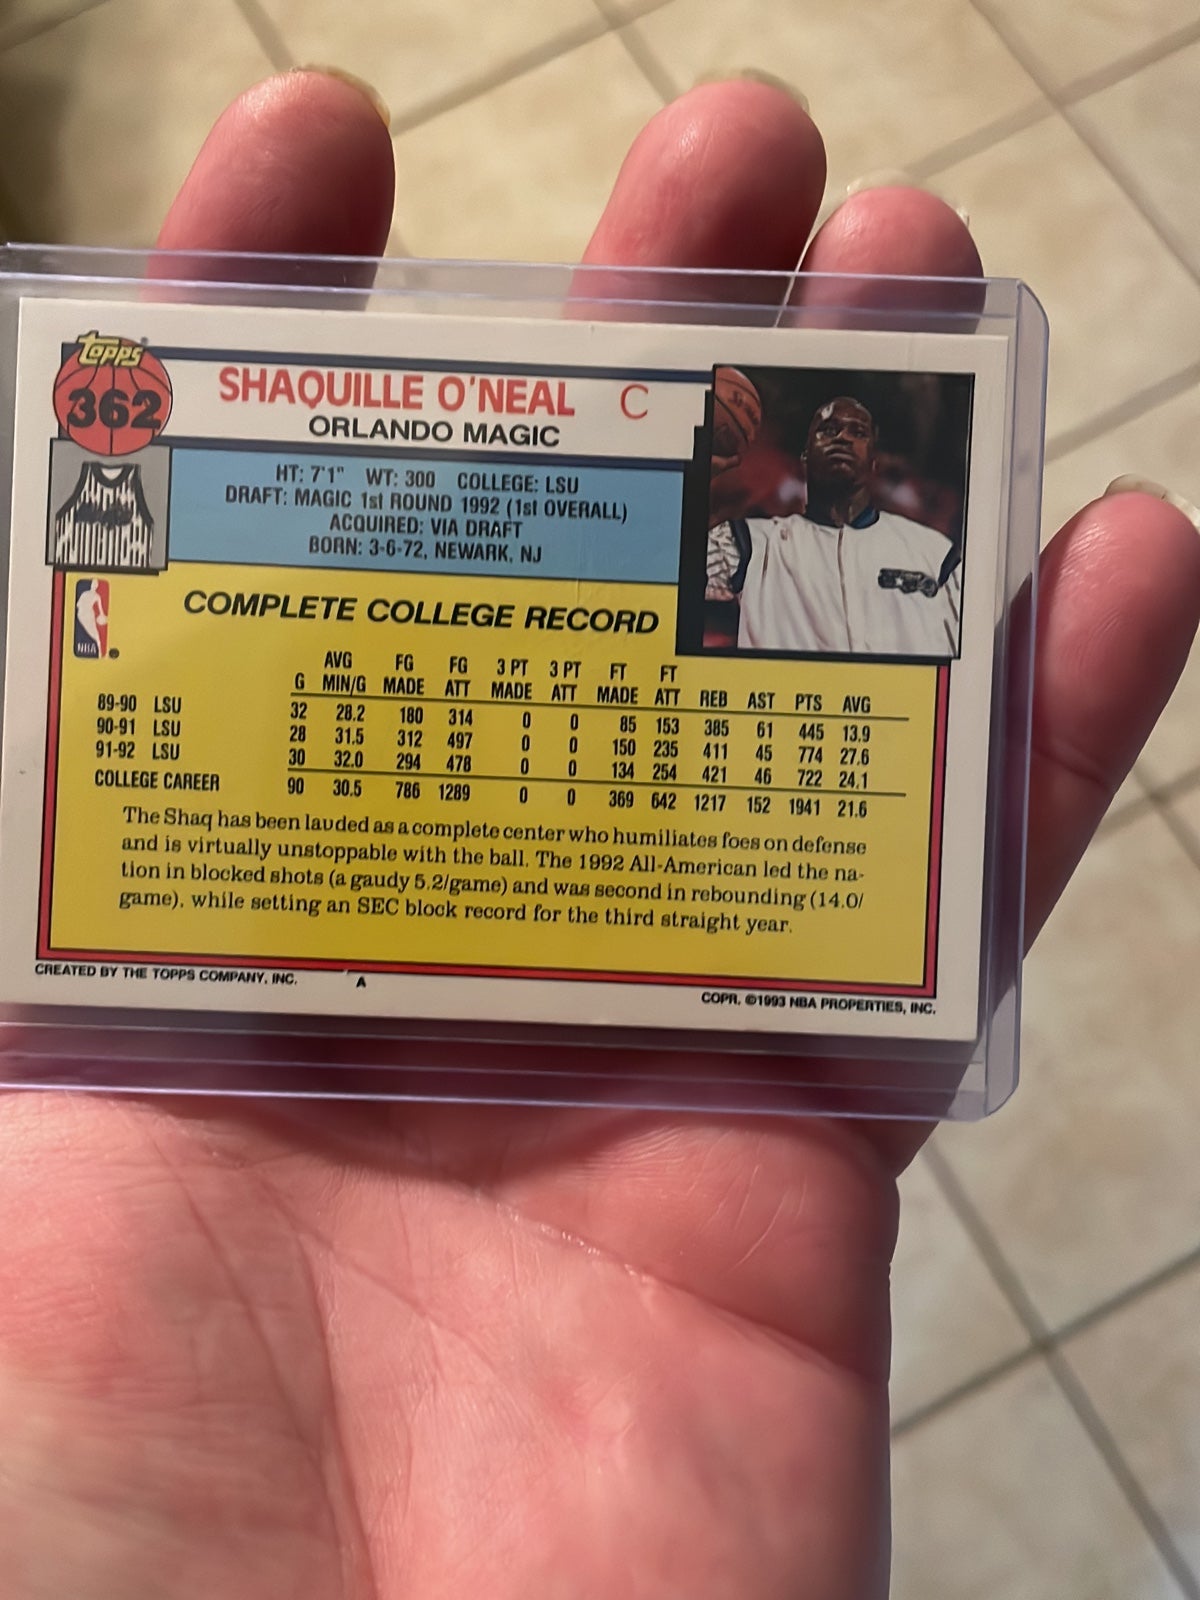 Topps
362
SHAQUILLE O'NEAL C
ORLANDO MAGIC
HT: 7'1" WT: 300 COLLEGE: LSU
DRAFT: MAGIC 1st ROUND 1992 (1st OVERALL)
ACQUIRED: VIA DRAFT
BORN: 3-6-72, NEWARK, NJ
NBA
COMPLETE COLLEGE RECORD
G AVG MIN/G FG MADE FG ATT 3 PT MADE 3 PT ATT FT MADE FT ATT REB AST PTS AVG
89-90 LSU 32 28.2 180 314 0 0 85 153 385 61 445 13.9
90-91 LSU 28 31.5 312 497 0 0 150 235 411 45 774 27.6
91-92 LSU 30 32.0 294 478 0 0 134 254 421 46 722 24.1
COLLEGE CAREER 90 30.5 786 1289 0 0 369 642 1217 152 1941 21.6
The Shaq has been lauded as a complete center who humiliates foes on defense
and is virtually unstoppable with the ball. The 1992 All-American led the na-
tion in blocked shots (a gaudy 5.2/game) and was second in rebounding (14.0/
game), while setting an SEC block record for the third straight year.
CREATED BY THE TOPPS COMPANY, INC. A
COPR. ©1993 NBA PROPERTIES, INC.